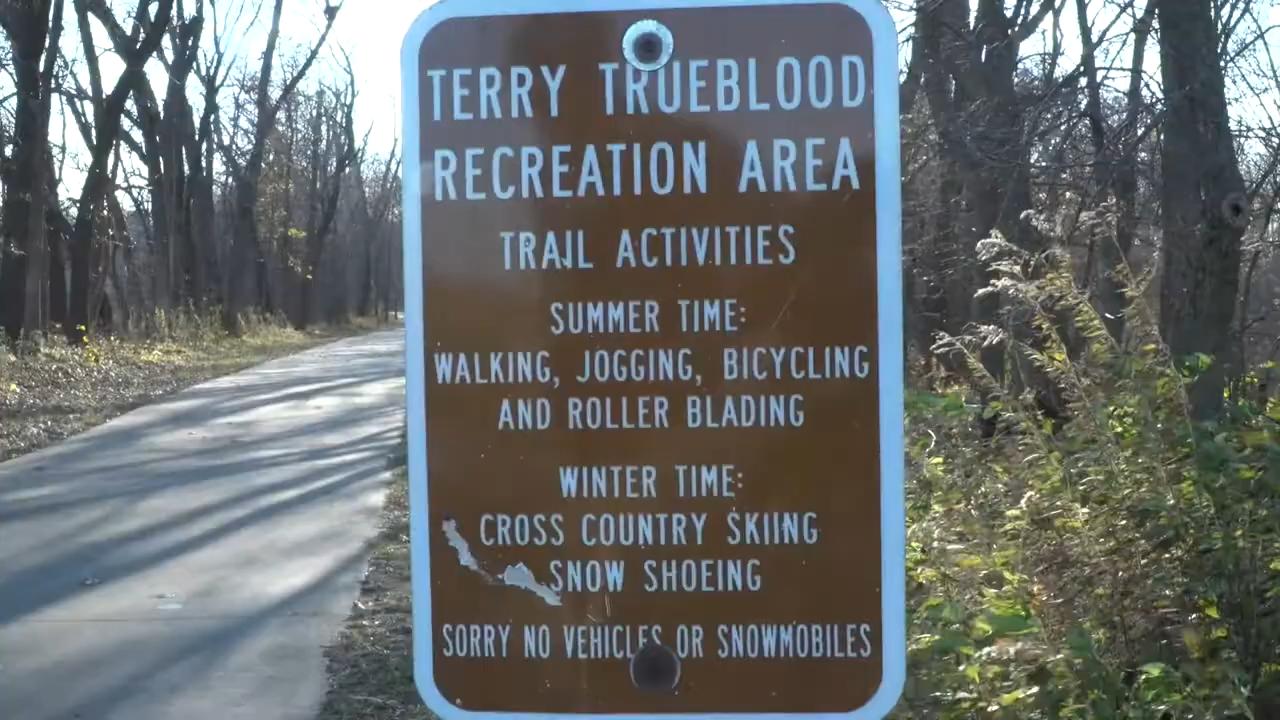 TERRY TRUEBLOOD
RECREATION AREA
TRAIL ACTIVITIES
SUMMER TIME:
WALKING, JOGGING, BICYCLING
AND ROLLER BLADING
WINTER TIME:
CROSS COUNTRY SKIING
SNOW SHOEING
SORRY NO VEHICLES OR SNOWMOBILES